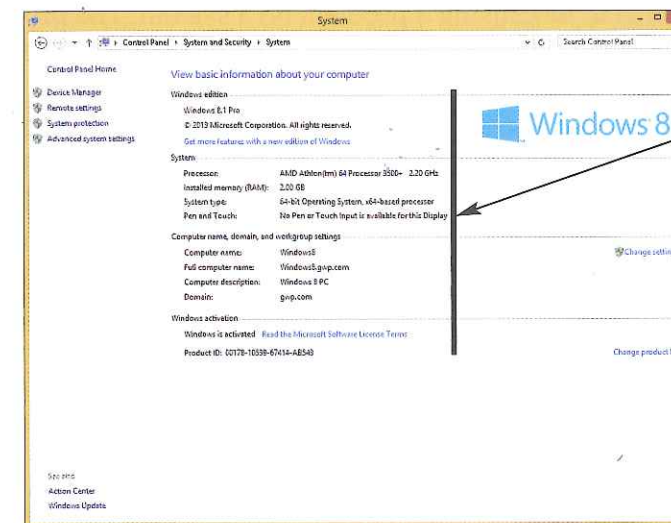 System
Control Panel ▸ System and Security ▸ System
Search Control Panel
Control Panel Home
Device Manager
Remote settings
System protection
Advanced system settings
View basic information about your computer
Windows edition
Windows 8.1 Pro
© 2013 Microsoft Corporation. All rights reserved.
Get more features with a new edition of Windows
Windows 8
System
Processor: AMD Athlon(tm) 64 Processor 3500+ 2.20 GHz
Installed memory (RAM): 2.00 GB
System type: 64-bit Operating System, x64-based processor
Pen and Touch: No Pen or Touch Input is available for this Display
Computer name, domain, and workgroup settings
Computer name: Windows8
Full computer name: Windows8.gwp.com
Computer description: Windows 8 PC
Domain: gwp.com
Change settin
Windows activation
Windows is activated Read the Microsoft Software License Terms
Product ID: 00178-10599-67414-AB543
Change product
See also
Action Center
Windows Update